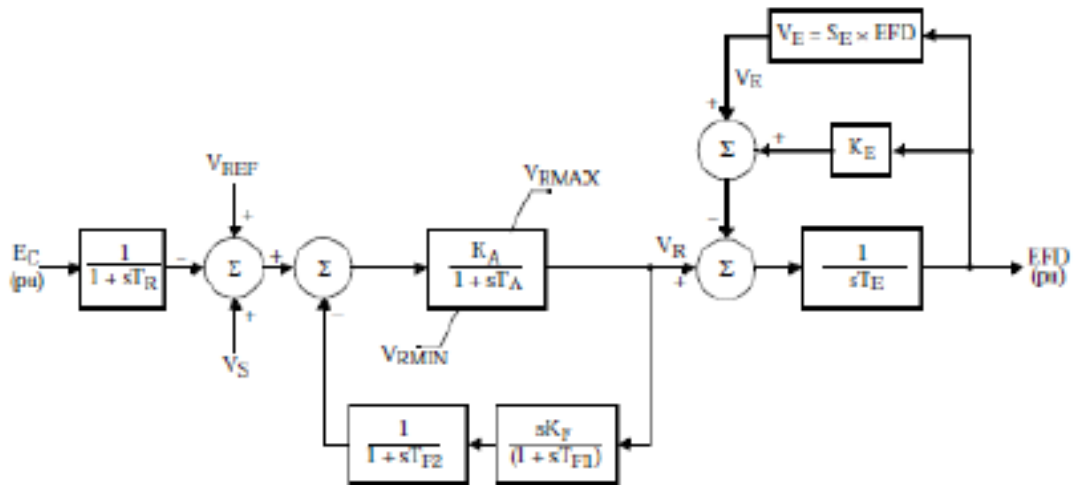 V_E = S_E × EFD
V_E
+
Σ
+
K_E
V_REF
V_RMAX
−
E_C
(pu)
1
1 + sT_R
−
+
Σ
+
+
Σ
−
K_A
1 + sT_A
V_R
+
Σ
1
sT_E
EFD
(pu)
V_S
V_RMIN
1
1 + sT_F2
sK_F
(1 + sT_F1)